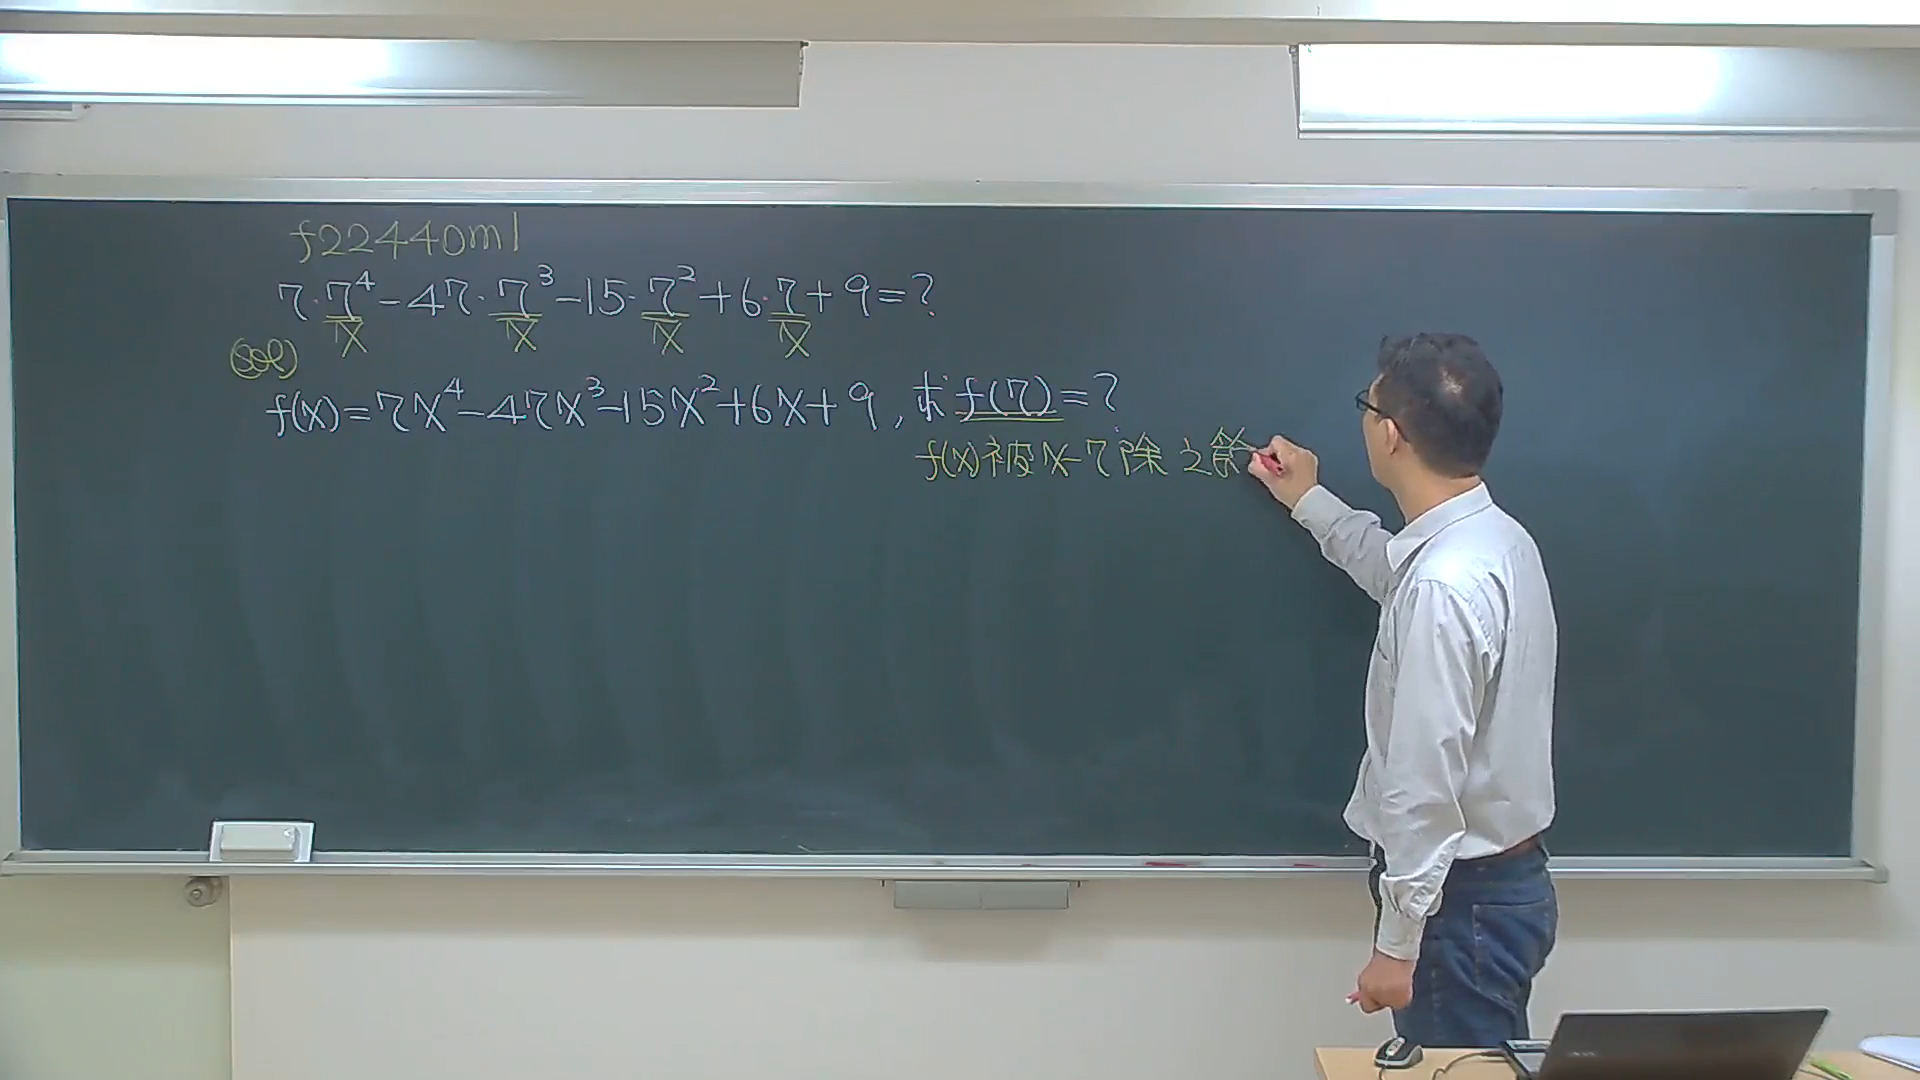 f22440ml
7·7⁴-47·7³-15·7²+6·7+9=?
x x x x
(sol)
f(x)=7x⁴-47x³-15x²+6x+9,求f(7)=?
f(x)被x-7除之餘